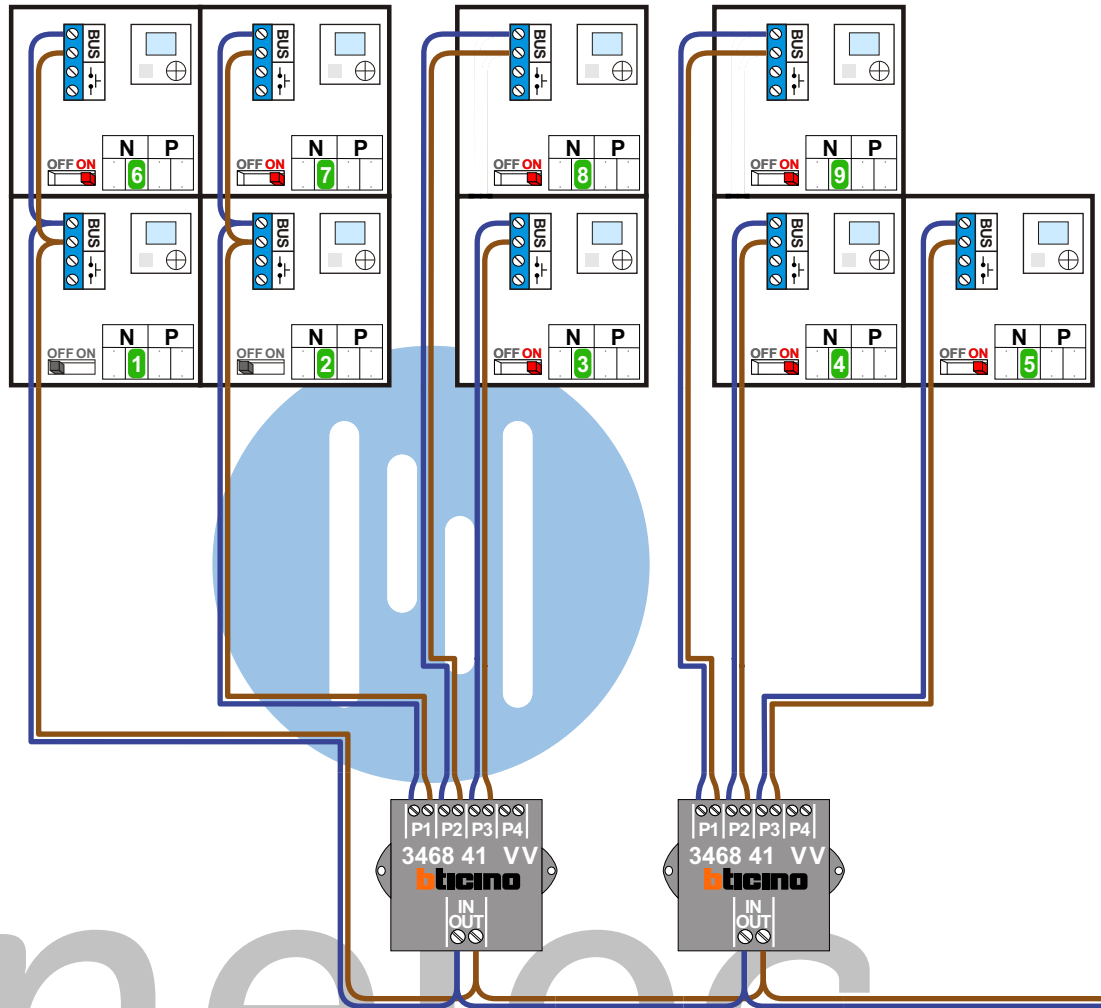 BUS
BUS
BUS
BUS
N P
N P
N P
N P
OFF ON
6
OFF ON
7
OFF ON
8
OFF ON
9
BUS
BUS
BUS
BUS
BUS
N P
N P
N P
N P
N P
OFF ON
1
OFF ON
2
OFF ON
3
OFF ON
4
OFF ON
5
P1 P2 P3 P4
3468 41 VV
bticino
IN
OUT
P1 P2 P3 P4
3468 41 VV
bticino
IN
OUT